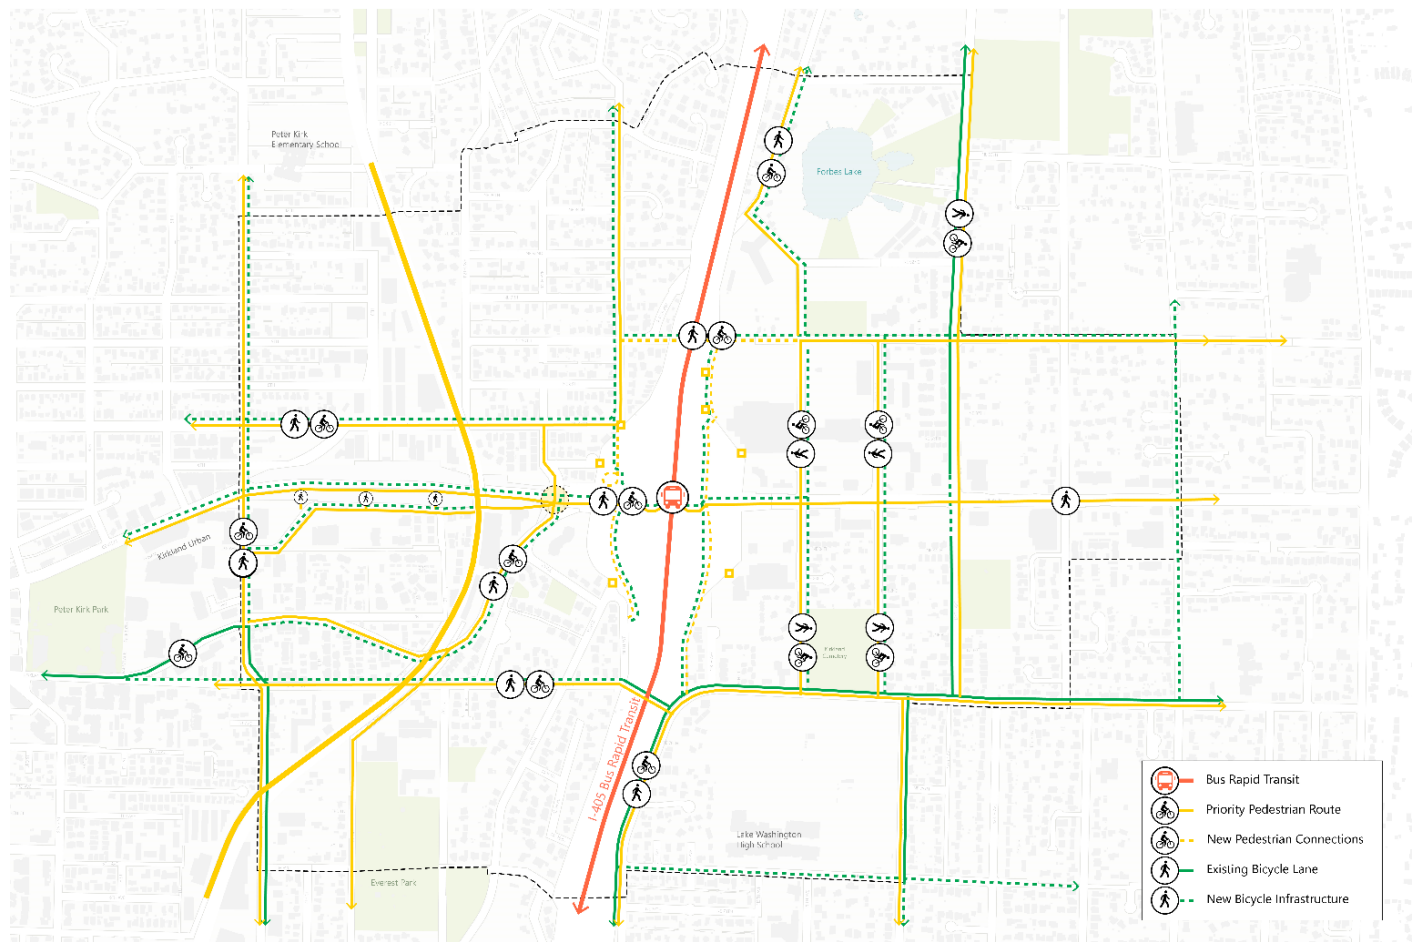 Peter Kirk
Elementary School
Forbes Lake
Kirkland Urban
Peter Kirk Park
Cemetery
I-405 Bus Rapid Transit
Lake Washington
High School
Everest Park
Bus Rapid Transit
Priority Pedestrian Route
New Pedestrian Connections
Existing Bicycle Lane
New Bicycle Infrastructure